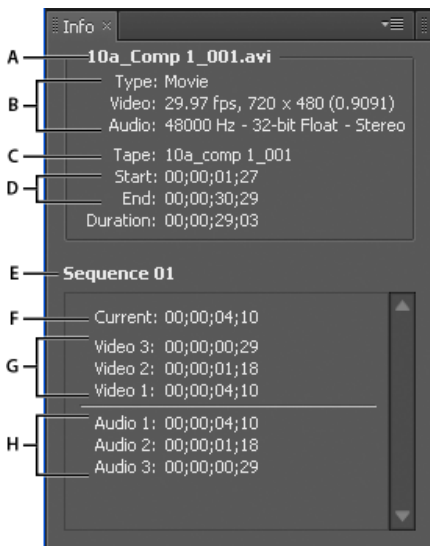 Info ×
A 10a_Comp 1_001.avi
Type: Movie
B Video: 29.97 fps, 720 x 480 (0.9091)
Audio: 48000 Hz - 32-bit Float - Stereo
C Tape: 10a_comp 1_001
D Start: 00;00;01;27
End: 00;00;30;29
Duration: 00;00;29;03
E Sequence 01
F Current: 00;00;04;10
Video 3: 00;00;00;29
G Video 2: 00;00;01;18
Video 1: 00;00;04;10
Audio 1: 00;00;04;10
H Audio 2: 00;00;01;18
Audio 3: 00;00;00;29